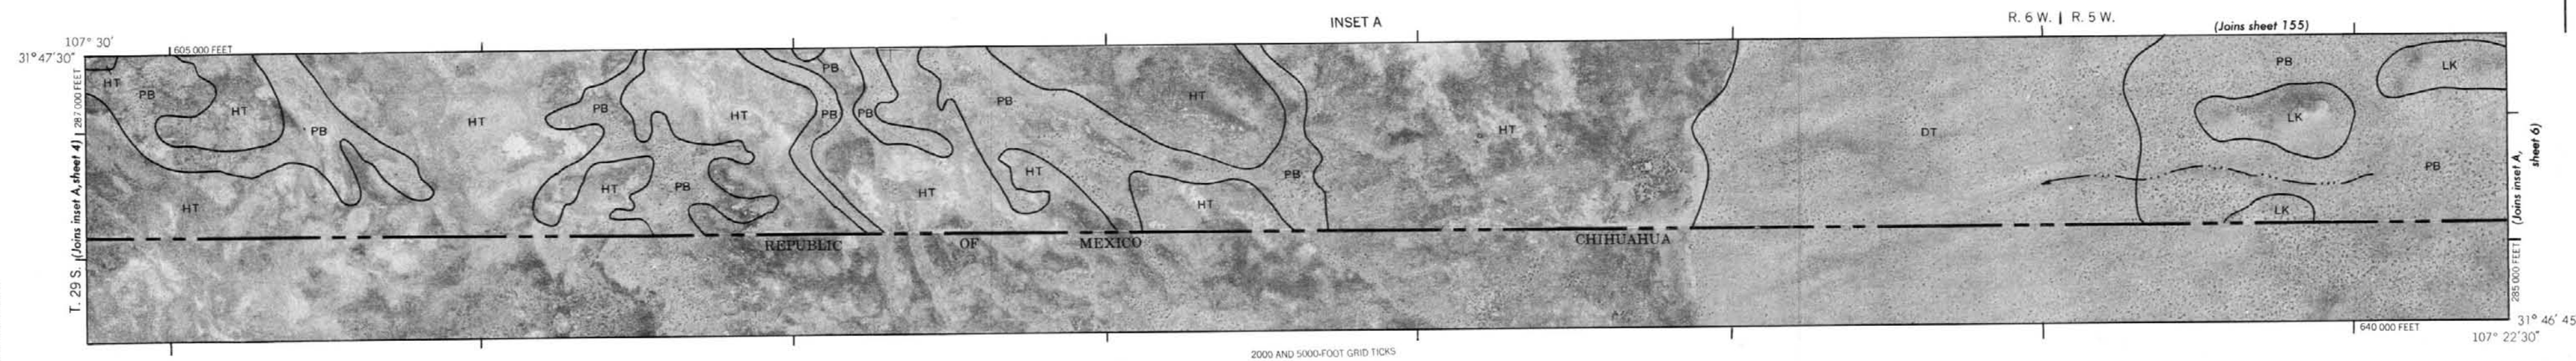 INSET A
R. 6 W. | R. 5 W.
(Joins sheet 155)
107° 30'
605 000 FEET
31°47'30"
287 000 FEET
(Joins inset A, sheet 4)
T. 29 S.
HT
PB
HT
PB
HT
HT
PB
HT
HT
PB
PB
PB
PB
HT
PB
HT
HT
HT
PB
HT
DT
PB
LK
LK
PB
LK
REPUBLIC OF MEXICO
CHIHUAHUA
(Joins inset A,
sheet 6)
285 000 FEET
31° 46' 45
640 000 FEET
107° 22'30"
2000 AND 5000-FOOT GRID TICKS